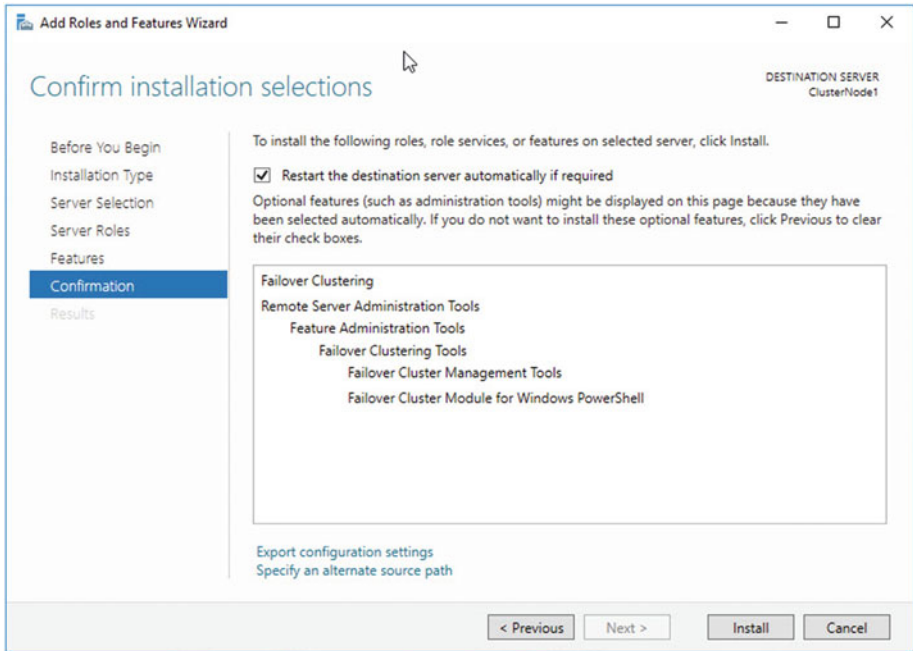 Add Roles and Features Wizard
Confirm installation selections
DESTINATION SERVER
ClusterNode1
Before You Begin
Installation Type
Server Selection
Server Roles
Features
Confirmation
Results
To install the following roles, role services, or features on selected server, click Install.
Restart the destination server automatically if required
Optional features (such as administration tools) might be displayed on this page because they have
been selected automatically. If you do not want to install these optional features, click Previous to clear
their check boxes.
Failover Clustering
Remote Server Administration Tools
Feature Administration Tools
Failover Clustering Tools
Failover Cluster Management Tools
Failover Cluster Module for Windows PowerShell
Export configuration settings
Specify an alternate source path
< Previous
Next >
Install
Cancel